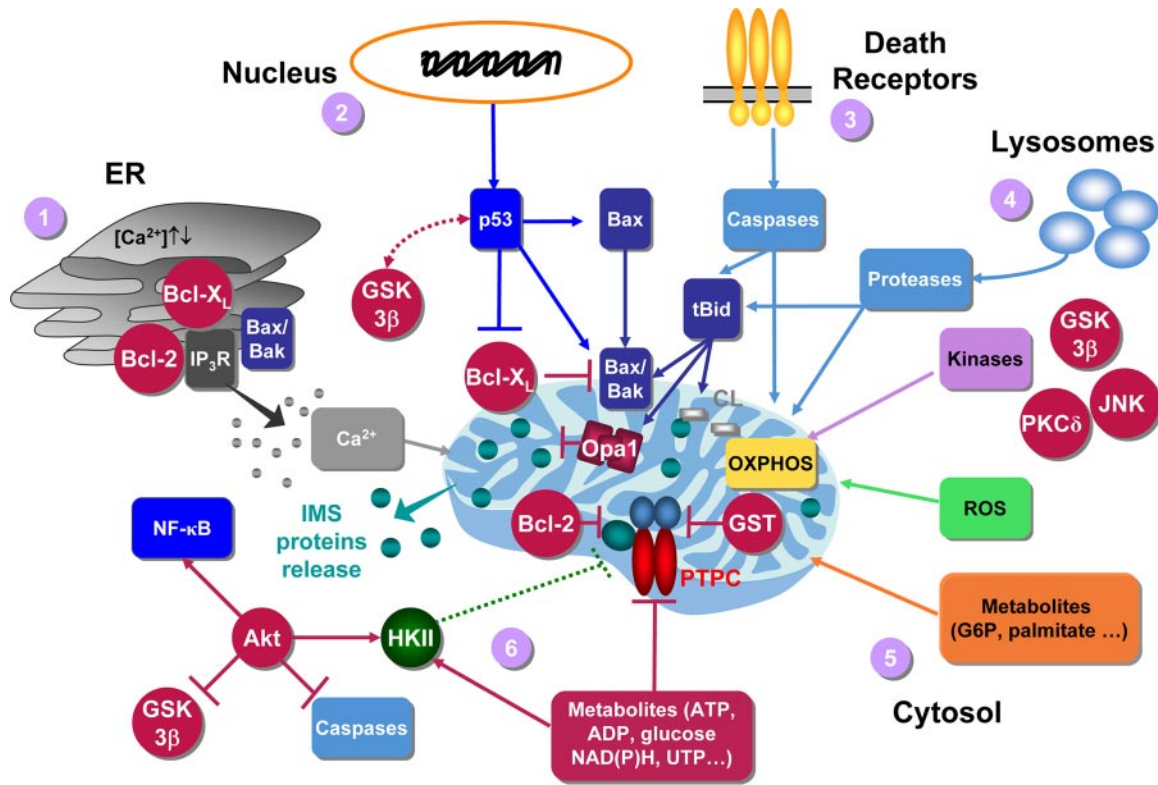 Nucleus
2
Death
Receptors
3
Lysosomes
4
ER
1
[Ca²⁺]↑↓
Bcl-X_L
Bax/
Bak
Bcl-2
IP₃R
p53
Bax
Caspases
GSK
3β
tBid
Proteases
GSK
3β
Kinases
JNK
PKCδ
Bcl-X_L
Bax/
Bak
CL
Ca²⁺
Opa1
OXPHOS
ROS
NF-κB
IMS
proteins
release
Bcl-2
GST
PTPC
Metabolites
(G6P, palmitate ...)
Akt
HKII
6
5
GSK
3β
Caspases
Metabolites (ATP,
ADP, glucose
NAD(P)H, UTP...)
Cytosol